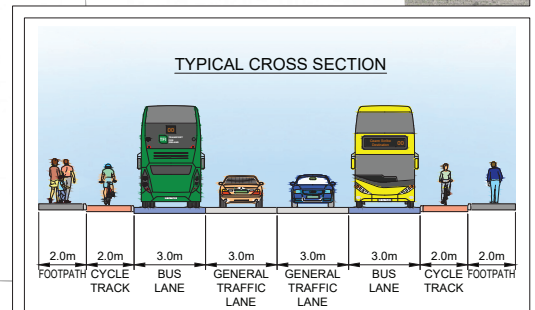 TYPICAL CROSS SECTION
2.0m 2.0m 3.0m 3.0m 3.0m 3.0m 2.0m 2.0m
FOOTPATH CYCLE TRACK BUS LANE GENERAL TRAFFIC LANE GENERAL TRAFFIC LANE BUS LANE CYCLE TRACK FOOTPATH